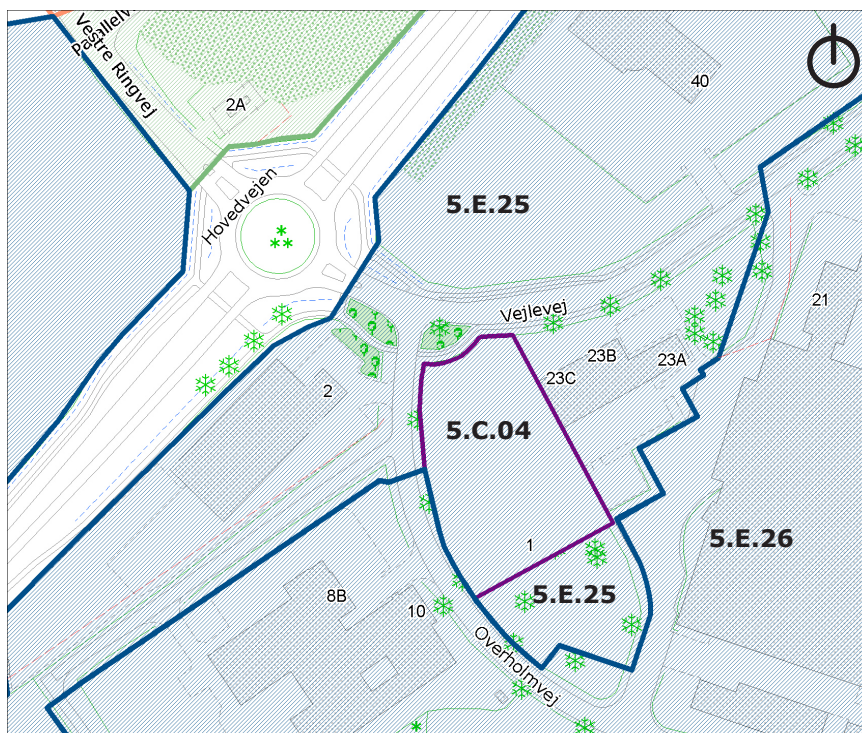 Vestre Ringvej
2A
40
Hovedvejen
5.E.25
Vejlevej
21
23B
23A
23C
2
5.C.04
1
5.E.26
8B
10
5.E.25
Overholmvej